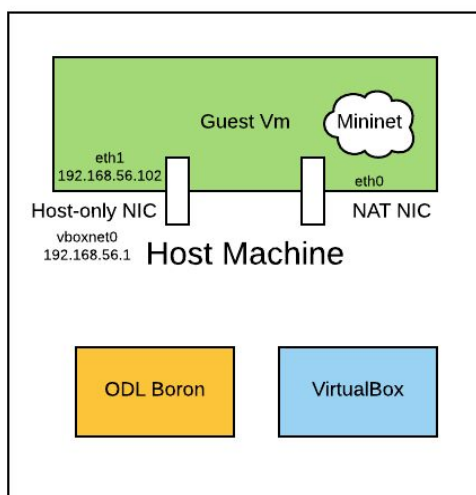 Guest Vm
Mininet
eth1
192.168.56.102
eth0
Host-only NIC
NAT NIC
vboxnet0
192.168.56.1
Host Machine
ODL Boron
VirtualBox